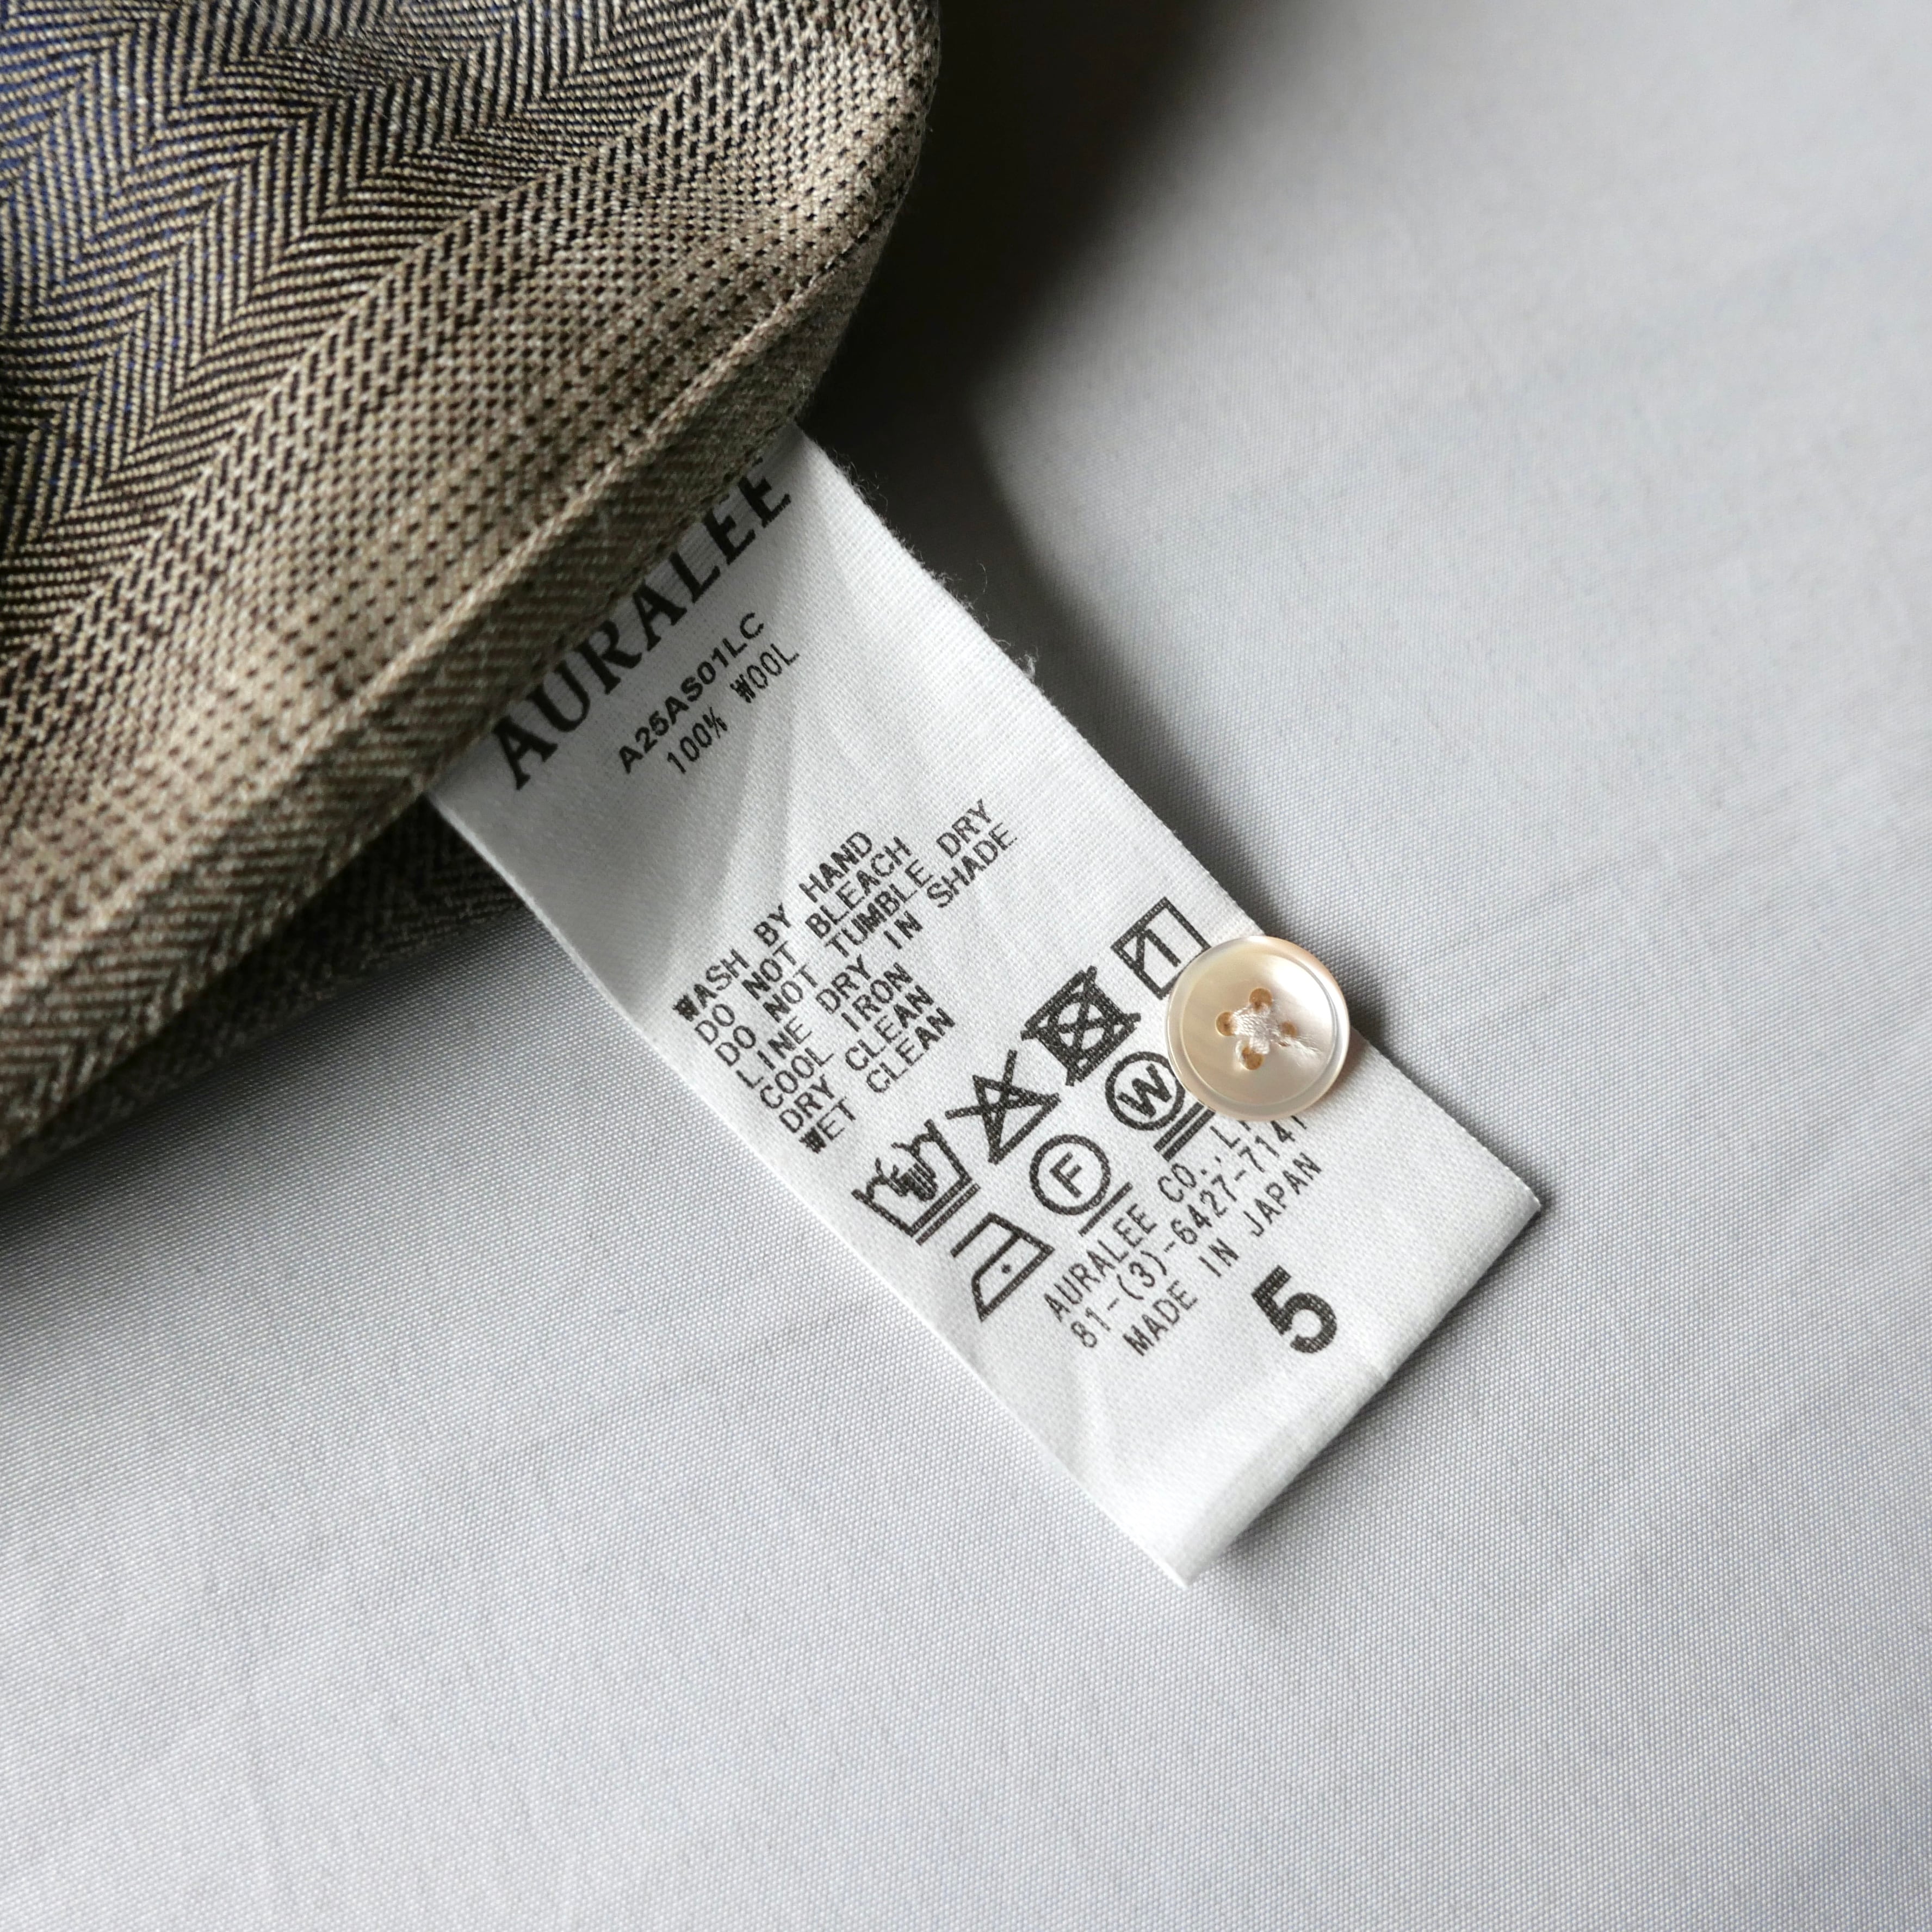 AURALEE
A25AS01LC
100% WOOL
WASH BY HAND
DO NOT BLEACH
DO NOT TUMBLE DRY
LINE DRY IN SHADE
COOL IRON
DRY CLEAN
WET CLEAN
W
F
AURALEE CO.,
81-(3)-6427-7141
MADE IN JAPAN
5